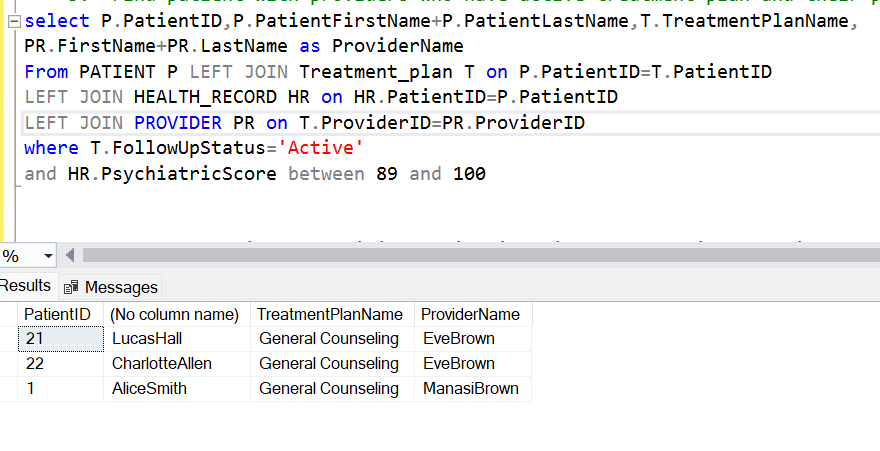 select P.PatientID,P.PatientFirstName+P.PatientLastName,T.TreatmentPlanName,
PR.FirstName+PR.LastName as ProviderName
From PATIENT P LEFT JOIN Treatment_plan T on P.PatientID=T.PatientID
LEFT JOIN HEALTH_RECORD HR on HR.PatientID=P.PatientID
LEFT JOIN PROVIDER PR on T.ProviderID=PR.ProviderID
where T.FollowUpStatus='Active'
and HR.PsychiatricScore between 89 and 100
%
Results Messages
PatientID (No column name) TreatmentPlanName ProviderName
21 LucasHall General Counseling EveBrown
22 CharlotteAllen General Counseling EveBrown
1 AliceSmith General Counseling ManasiBrown